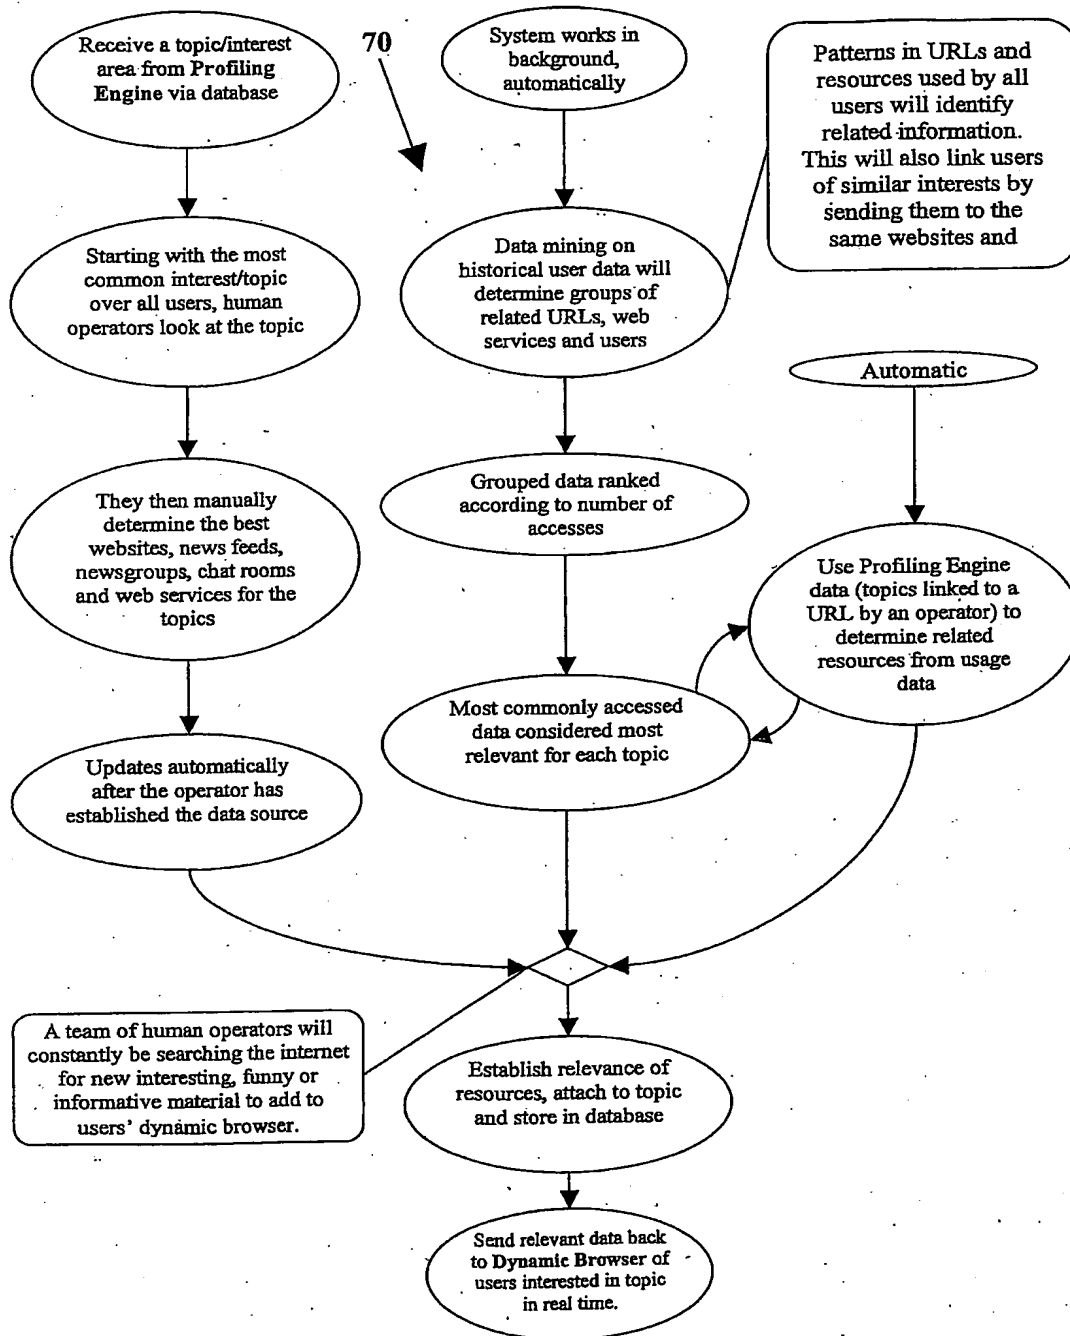 Receive a topic/interest
area from Profiling
Engine via database
70
System works in
background,
automatically
Patterns in URLs and
resources used by all
users will identify
related information.
This will also link users
of similar interests by
sending them to the
same websites and
Starting with the most
common interest/topic
over all users, human
operators look at the topic
Data mining on
historical user data will
determine groups of
related URLs, web
services and users
Automatic
They then manually
determine the best
websites, news feeds,
newsgroups, chat rooms
and web services for the
topics
Grouped data ranked
according to number of
accesses
Use Profiling Engine
data (topics linked to a
URL by an operator) to
determine related
resources from usage
data
Updates automatically
after the operator has
established the data source
Most commonly accessed
data considered most
relevant for each topic
A team of human operators will
constantly be searching the internet
for new interesting, funny or
informative material to add to
users’ dynamic browser.
Establish relevance of
resources, attach to topic
and store in database
Send relevant data back
to Dynamic Browser of
users interested in topic
in real time.